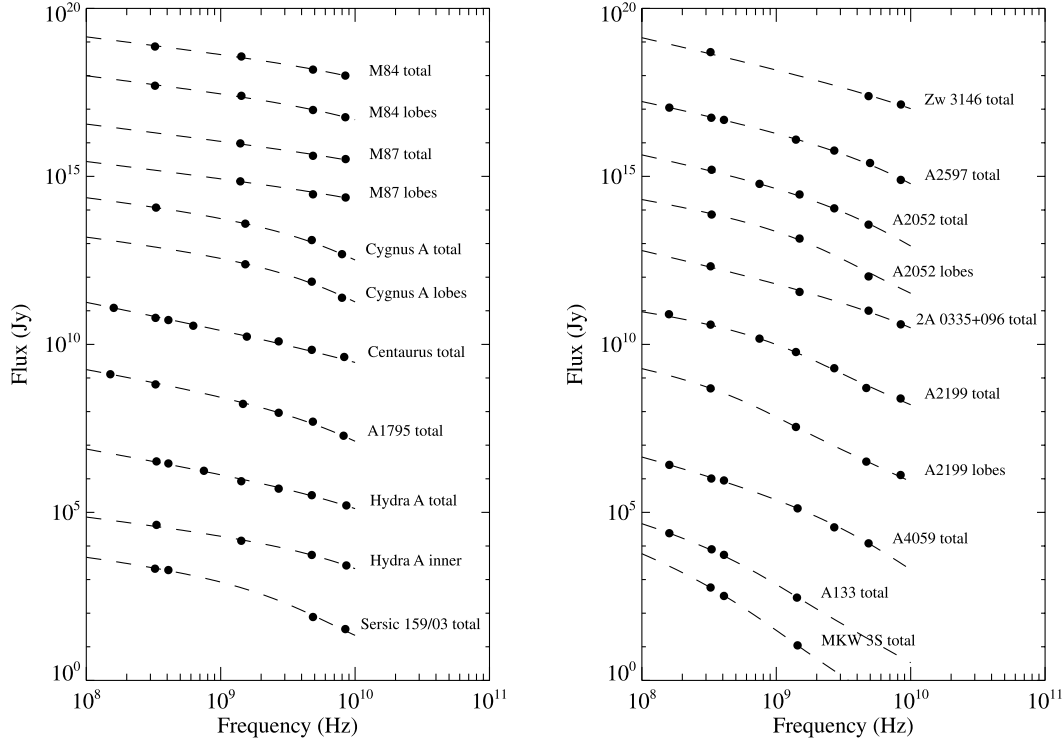 10^20
10^15
10^10
10^5
10^0
Flux (Jy)
M84 total
M84 lobes
M87 total
M87 lobes
Cygnus A total
Cygnus A lobes
Centaurus total
A1795 total
Hydra A total
Hydra A inner
Sersic 159/03 total
10^8
10^9
10^10
10^11
Frequency (Hz)
10^20
10^15
10^10
10^5
10^0
Flux (Jy)
Zw 3146 total
A2597 total
A2052 total
A2052 lobes
2A 0335+096 total
A2199 total
A2199 lobes
A4059 total
A133 total
MKW 3S total
10^8
10^9
10^10
10^11
Frequency (Hz)